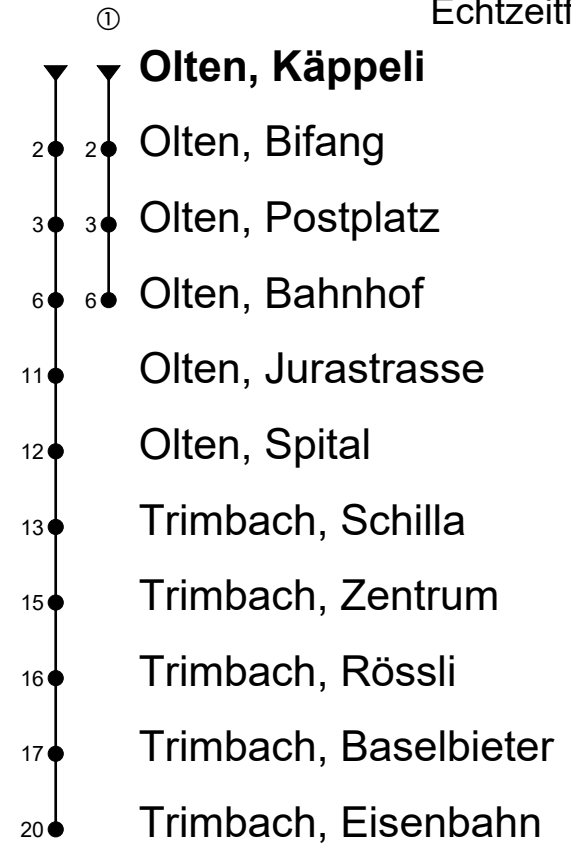 ① Echtzeitf
Olten, Käppeli
2 2 Olten, Bifang
3 3 Olten, Postplatz
6 6 Olten, Bahnhof
11 Olten, Jurastrasse
12 Olten, Spital
13 Trimbach, Schilla
15 Trimbach, Zentrum
16 Trimbach, Rössli
17 Trimbach, Baselbieter
20 Trimbach, Eisenbahn